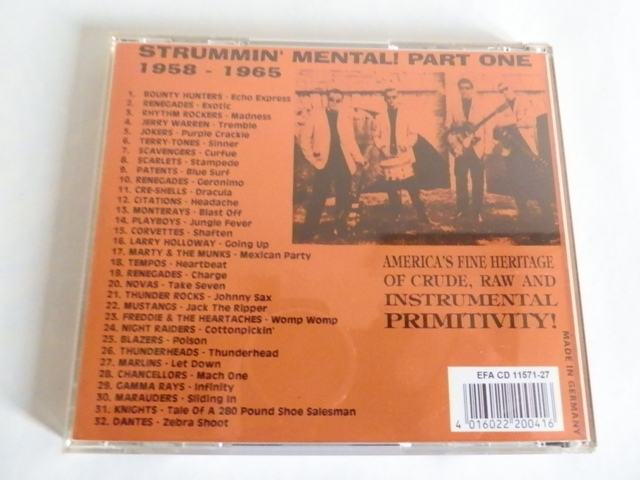 STRUMMIN' MENTAL! PART ONE
1958 - 1965
1. BOUNTY HUNTERS - Echo Express
2. RENEGADES - Exotic
3. RHYTHM ROCKERS - Madness
4. JERRY WARREN - Tremble
5. JOKERS - Purple Crackle
6. TERRY-TONES - Sinner
7. SCAVENGERS - Curfue
8. SCARLETS - Stampede
9. PATENTS - Blue Surf
10. RENEGADES - Geronimo
11. CRE-SHELLS - Dracula
12. CITATIONS - Headache
13. MONTERAYS - Blast Off
14. PLAYBOYS - Jungle Fever
15. CORVETTES - Shaften
16. LARRY HOLLOWAY - Going Up
17. MARTY & THE MUNKS - Mexican Party
18. TEMPOS - Heartbeat
19. RENEGADES - Charge
20. NOVAS - Take Seven
21. THUNDER ROCKS - Johnny Sax
22. MUSTANGS - Jack The Ripper
23. FREDDIE & THE HEARTACHES - Womp Womp
24. NIGHT RAIDERS - Cottonpickin'
25. BLAZERS - Poison
26. THUNDERHEADS - Thunderhead
27. MARLINS - Let Down
28. CHANCELLORS - Mach One
29. GAMMA RAYS - Infinity
30. MARAUDERS - Sliding In
31. KNIGHTS - Tale Of A 280 Pound Shoe Salesman
32. DANTES - Zebra Shoot
AMERICA'S FINE HERITAGE
OF CRUDE, RAW AND
INSTRUMENTAL
PRIMITIVITY!
MADE IN GERMANY
EFA CD 11571-27
4 016022 200416